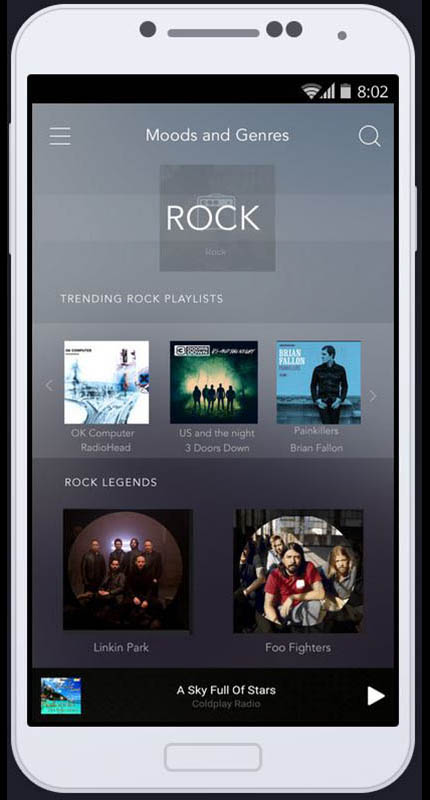 8:02
Moods and Genres
ROCK
Rock
TRENDING ROCK PLAYLISTS
OK COMPUTER
3 DOORS DOWN
US AND THE NIGHT
BRIAN
FALLON
PAINKILLERS
OK Computer
RadioHead
US and the night
3 Doors Down
Painkillers
Brian Fallon
ROCK LEGENDS
Linkin Park
Foo Fighters
A Sky Full Of Stars
Coldplay Radio